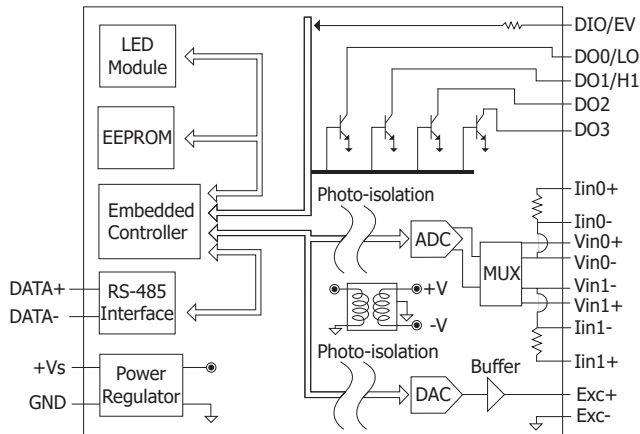 LED
Module
EEPROM
Embedded
Controller
RS-485
Interface
DATA+
DATA-
+Vs
GND
Power
Regulator
Photo-isolation
ADC
MUX
+V
-V
Photo-isolation
DAC
Buffer
DIO/EV
DO0/LO
DO1/H1
DO2
DO3
Iin0+
Iin0-
Vin0+
Vin0-
Vin1-
Vin1+
Iin1-
Iin1+
Exc+
Exc-